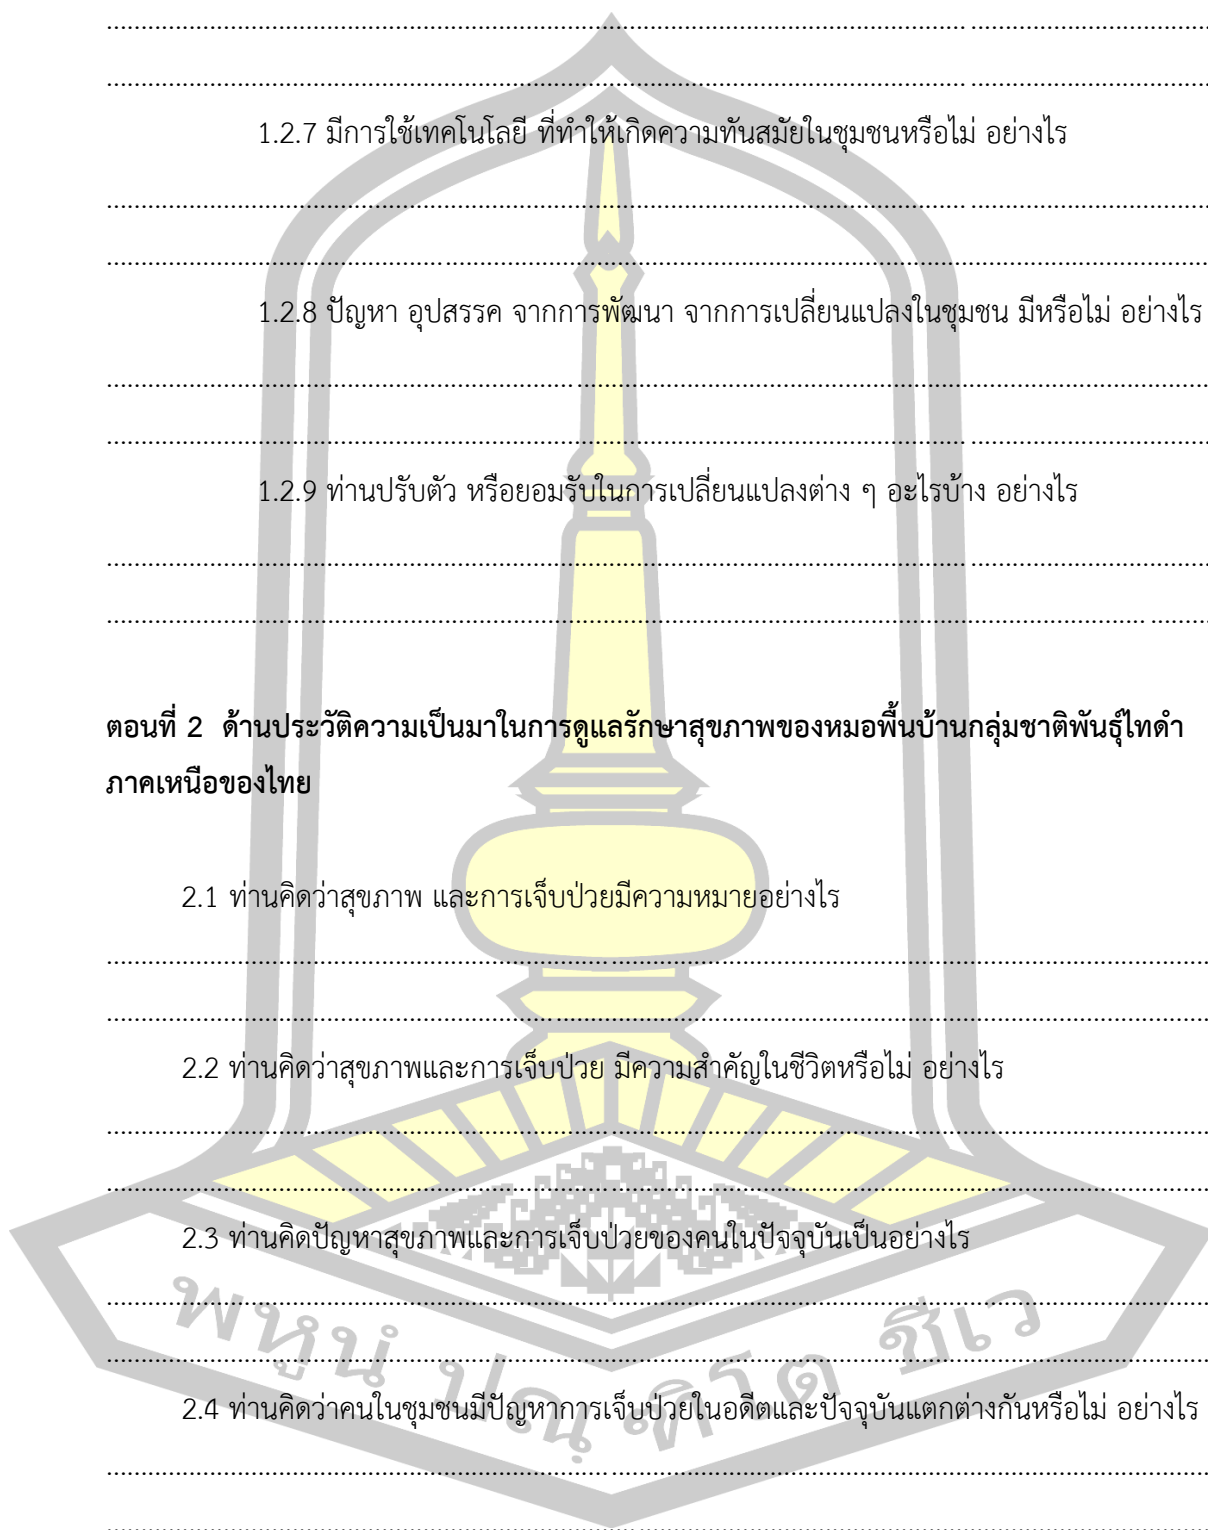 1.2.7 มีการใช้เทคโนโลยี ที่ทำให้เกิดความทันสมัยในชุมชนหรือไม่ อย่างไร
1.2.8 ปัญหา อุปสรรค จากการพัฒนา จากการเปลี่ยนแปลงในชุมชน มีหรือไม่ อย่างไร
1.2.9 ท่านปรับตัว หรือยอมรับในการเปลี่ยนแปลงต่าง ๆ อะไรบ้าง อย่างไร
ตอนที่ 2 ด้านประวัติความเป็นมาในการดูแลรักษาสุขภาพของหมอพื้นบ้านกลุ่มชาติพันธุ์ไทดำ
ภาคเหนือของไทย
2.1 ท่านคิดว่าสุขภาพ และการเจ็บป่วยมีความหมายอย่างไร
2.2 ท่านคิดว่าสุขภาพและการเจ็บป่วย มีความสำคัญในชีวิตหรือไม่ อย่างไร
2.3 ท่านคิดปัญหาสุขภาพและการเจ็บป่วยของคนในปัจจุบันเป็นอย่างไร
พหูนํ ปณฺฑิโต ชีเว
2.4 ท่านคิดว่าคนในชุมชนมีปัญหาการเจ็บป่วยในอดีตและปัจจุบันแตกต่างกันหรือไม่ อย่างไร